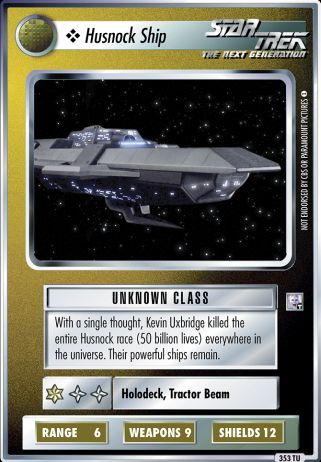 ❖ Husnock Ship
STAR TREK
THE NEXT GENERATION
NOT ENDORSED BY CBS OR PARAMOUNT PICTURES
UNKNOWN CLASS
With a single thought, Kevin Uxbridge killed the
entire Husnock race (50 billion lives) everywhere in
the universe. Their powerful ships remain.
Holodeck, Tractor Beam
RANGE 6 WEAPONS 9 SHIELDS 12
353 TU